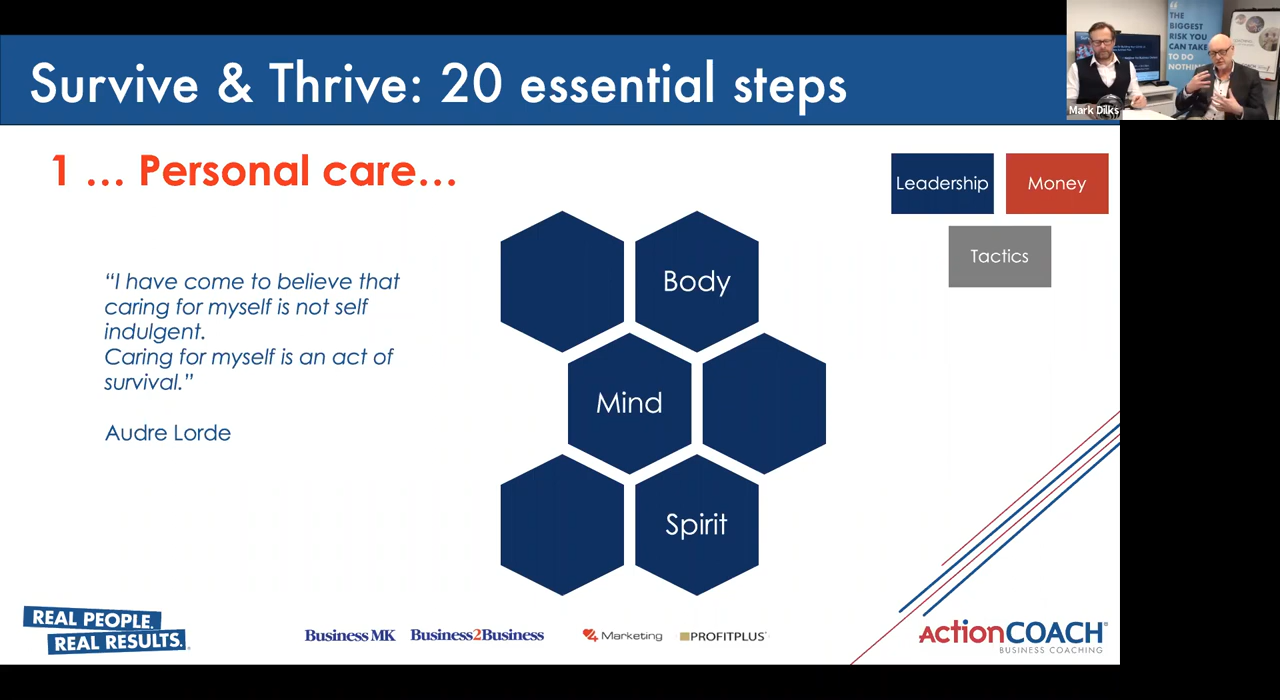 Survive & Thrive: 20 essential steps
THE
BIGGEST
RISK YOU
CAN TAKE
TO DO
NOTHING
Mark Dilks
1 … Personal care…
Leadership
Money
Tactics
“I have come to believe that
caring for myself is not self
indulgent.
Caring for myself is an act of
survival.”
Audre Lorde
Body
Mind
Spirit
REAL PEOPLE.
REAL RESULTS.
Business MK
Business2Business
4 Marketing
PROFITPLUS
ActionCOACH
BUSINESS COACHING